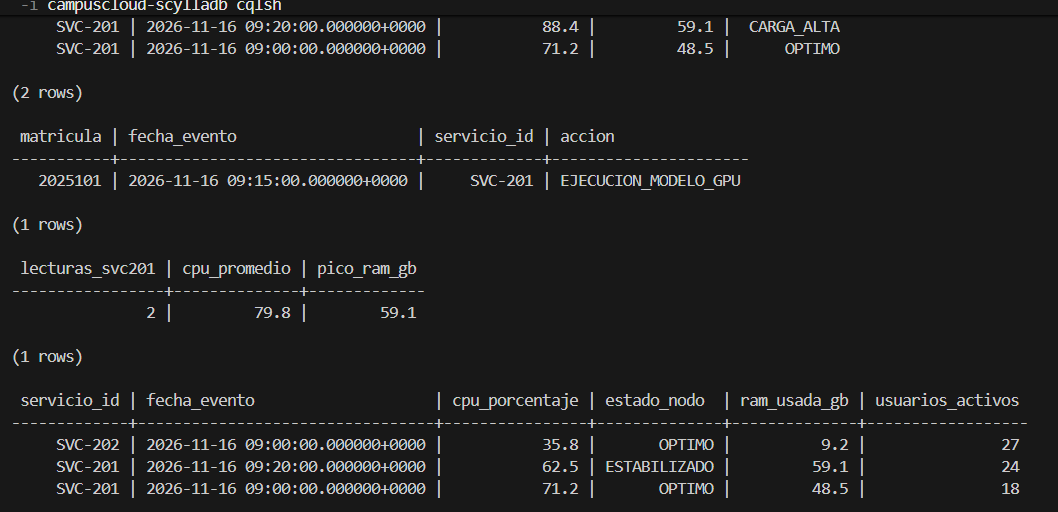 -i campuscloud-scylladb cqlsh
SVC-201 | 2026-11-16 09:20:00.000000+0000 | 88.4 | 59.1 | CARGA_ALTA
SVC-201 | 2026-11-16 09:00:00.000000+0000 | 71.2 | 48.5 | OPTIMO
(2 rows)
matricula | fecha_evento | servicio_id | accion
-----------+---------------------------------+-------------+----------------------
2025101 | 2026-11-16 09:15:00.000000+0000 | SVC-201 | EJECUCION_MODELO_GPU
(1 rows)
lecturas_svc201 | cpu_promedio | pico_ram_gb
-----------------+--------------+-------------
2 | 79.8 | 59.1
(1 rows)
servicio_id | fecha_evento | cpu_porcentaje | estado_nodo | ram_usada_gb | usuarios_activos
-------------+---------------------------------+----------------+--------------+--------------+------------------
SVC-202 | 2026-11-16 09:00:00.000000+0000 | 35.8 | OPTIMO | 9.2 | 27
SVC-201 | 2026-11-16 09:20:00.000000+0000 | 62.5 | ESTABILIZADO | 59.1 | 24
SVC-201 | 2026-11-16 09:00:00.000000+0000 | 71.2 | OPTIMO | 48.5 | 18